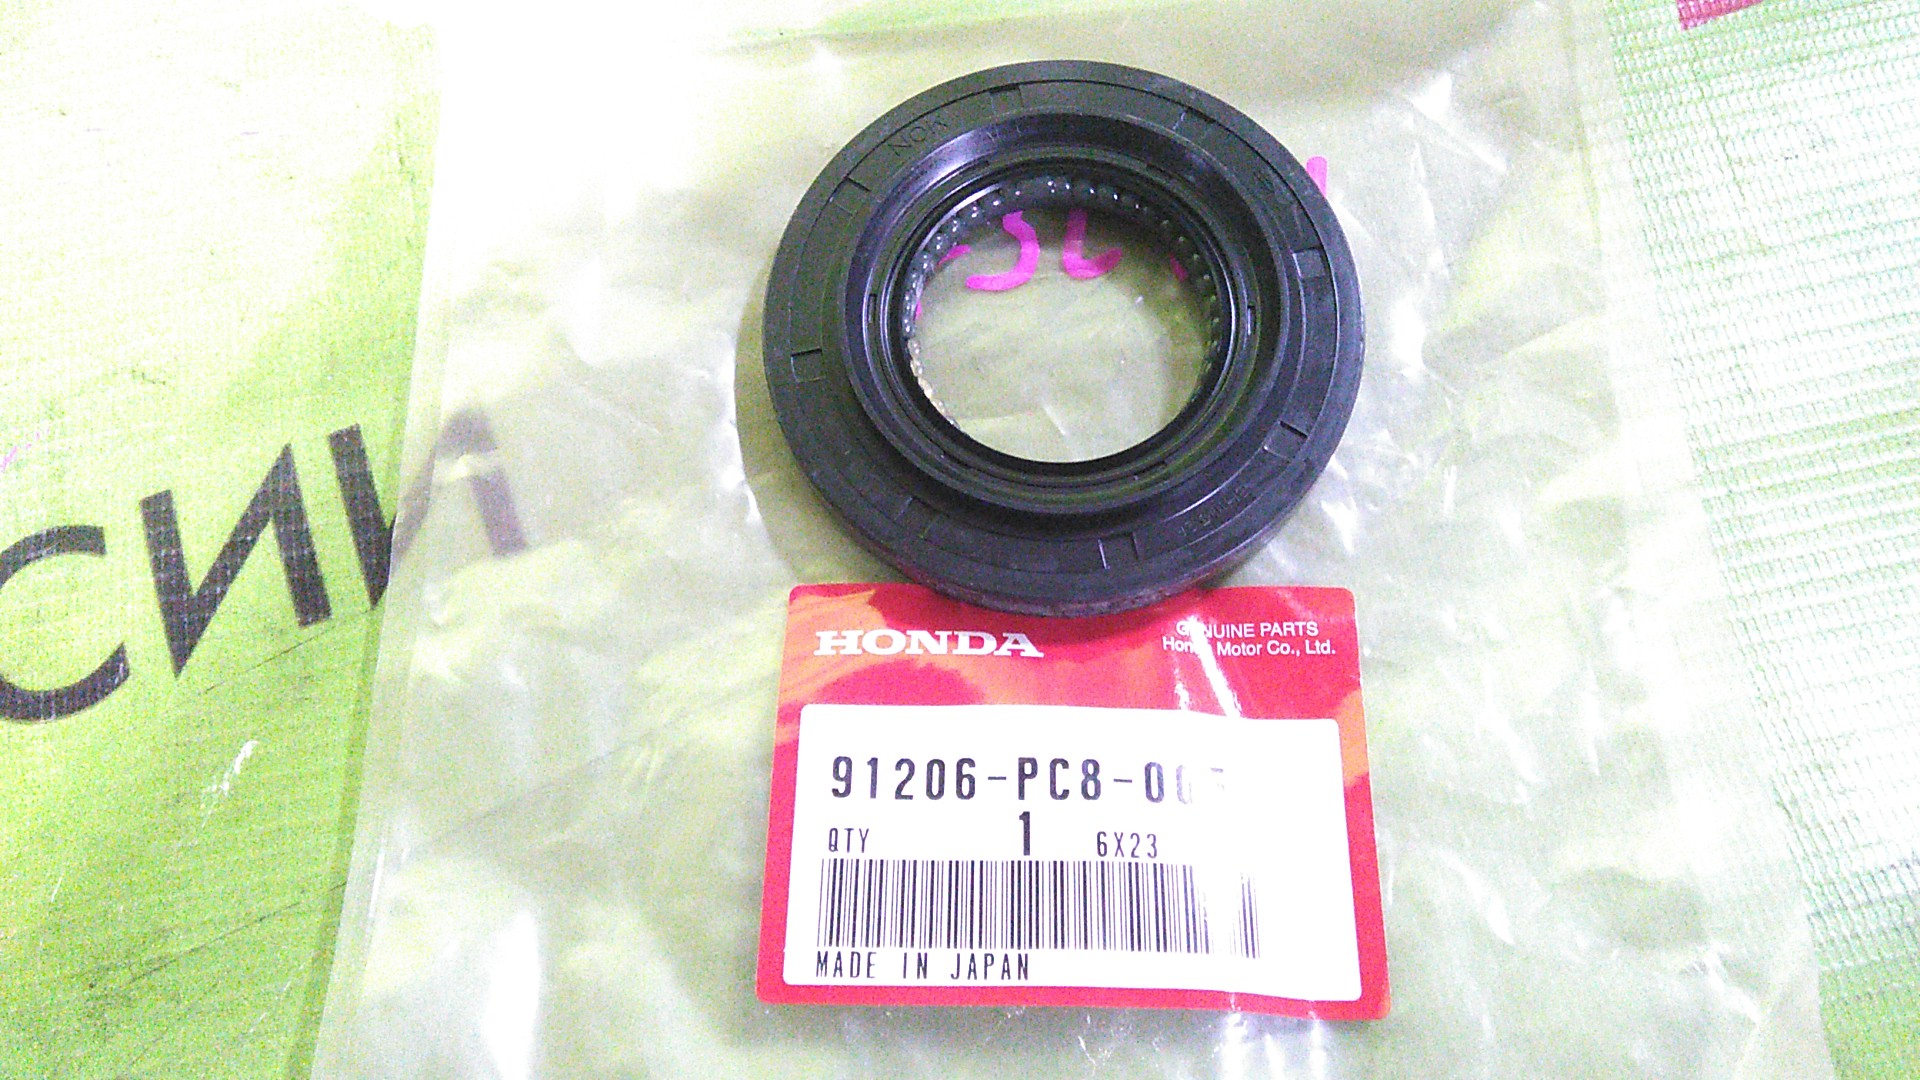 NOK
HONDA
GENUINE PARTS
Honda Motor Co., Ltd.
91206-PC8-00
QTY 1 6X23
MADE IN JAPAN
СИИ